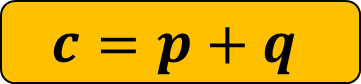 c = p + q